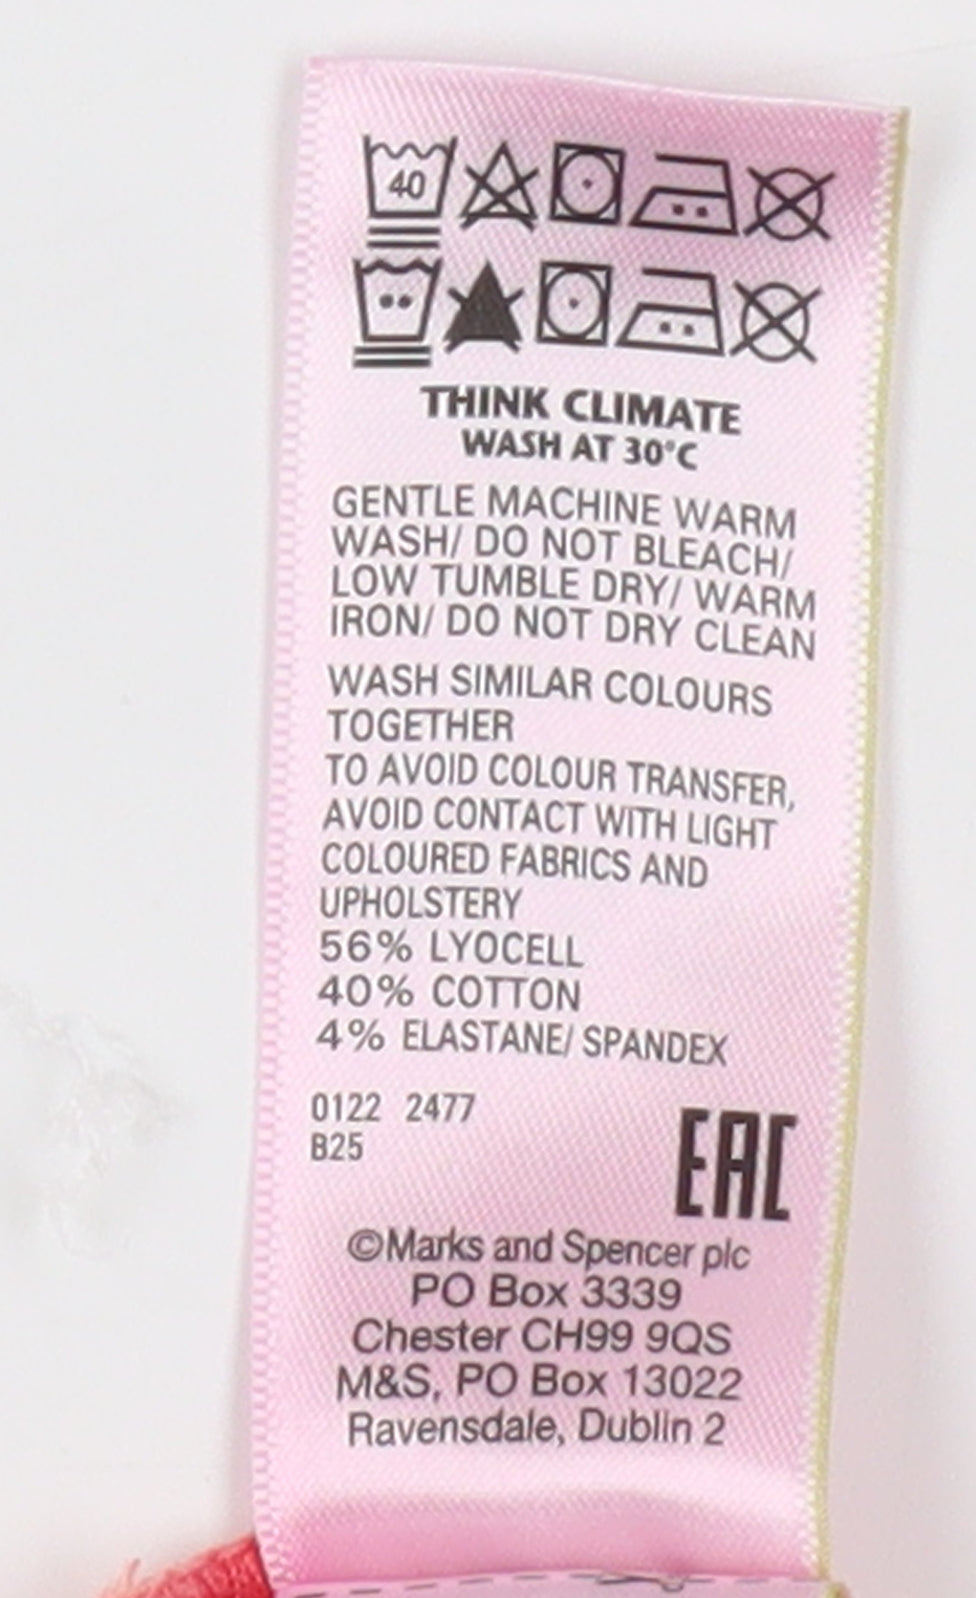 40
THINK CLIMATE
WASH AT 30°C
GENTLE MACHINE WARM
WASH/ DO NOT BLEACH/
LOW TUMBLE DRY/ WARM
IRON/ DO NOT DRY CLEAN
WASH SIMILAR COLOURS
TOGETHER
TO AVOID COLOUR TRANSFER,
AVOID CONTACT WITH LIGHT
COLOURED FABRICS AND
UPHOLSTERY
56% LYOCELL
40% COTTON
4% ELASTANE/ SPANDEX
0122 2477
B25
EAC
©Marks and Spencer plc
PO Box 3339
Chester CH99 9QS
M&S, PO Box 13022
Ravensdale, Dublin 2